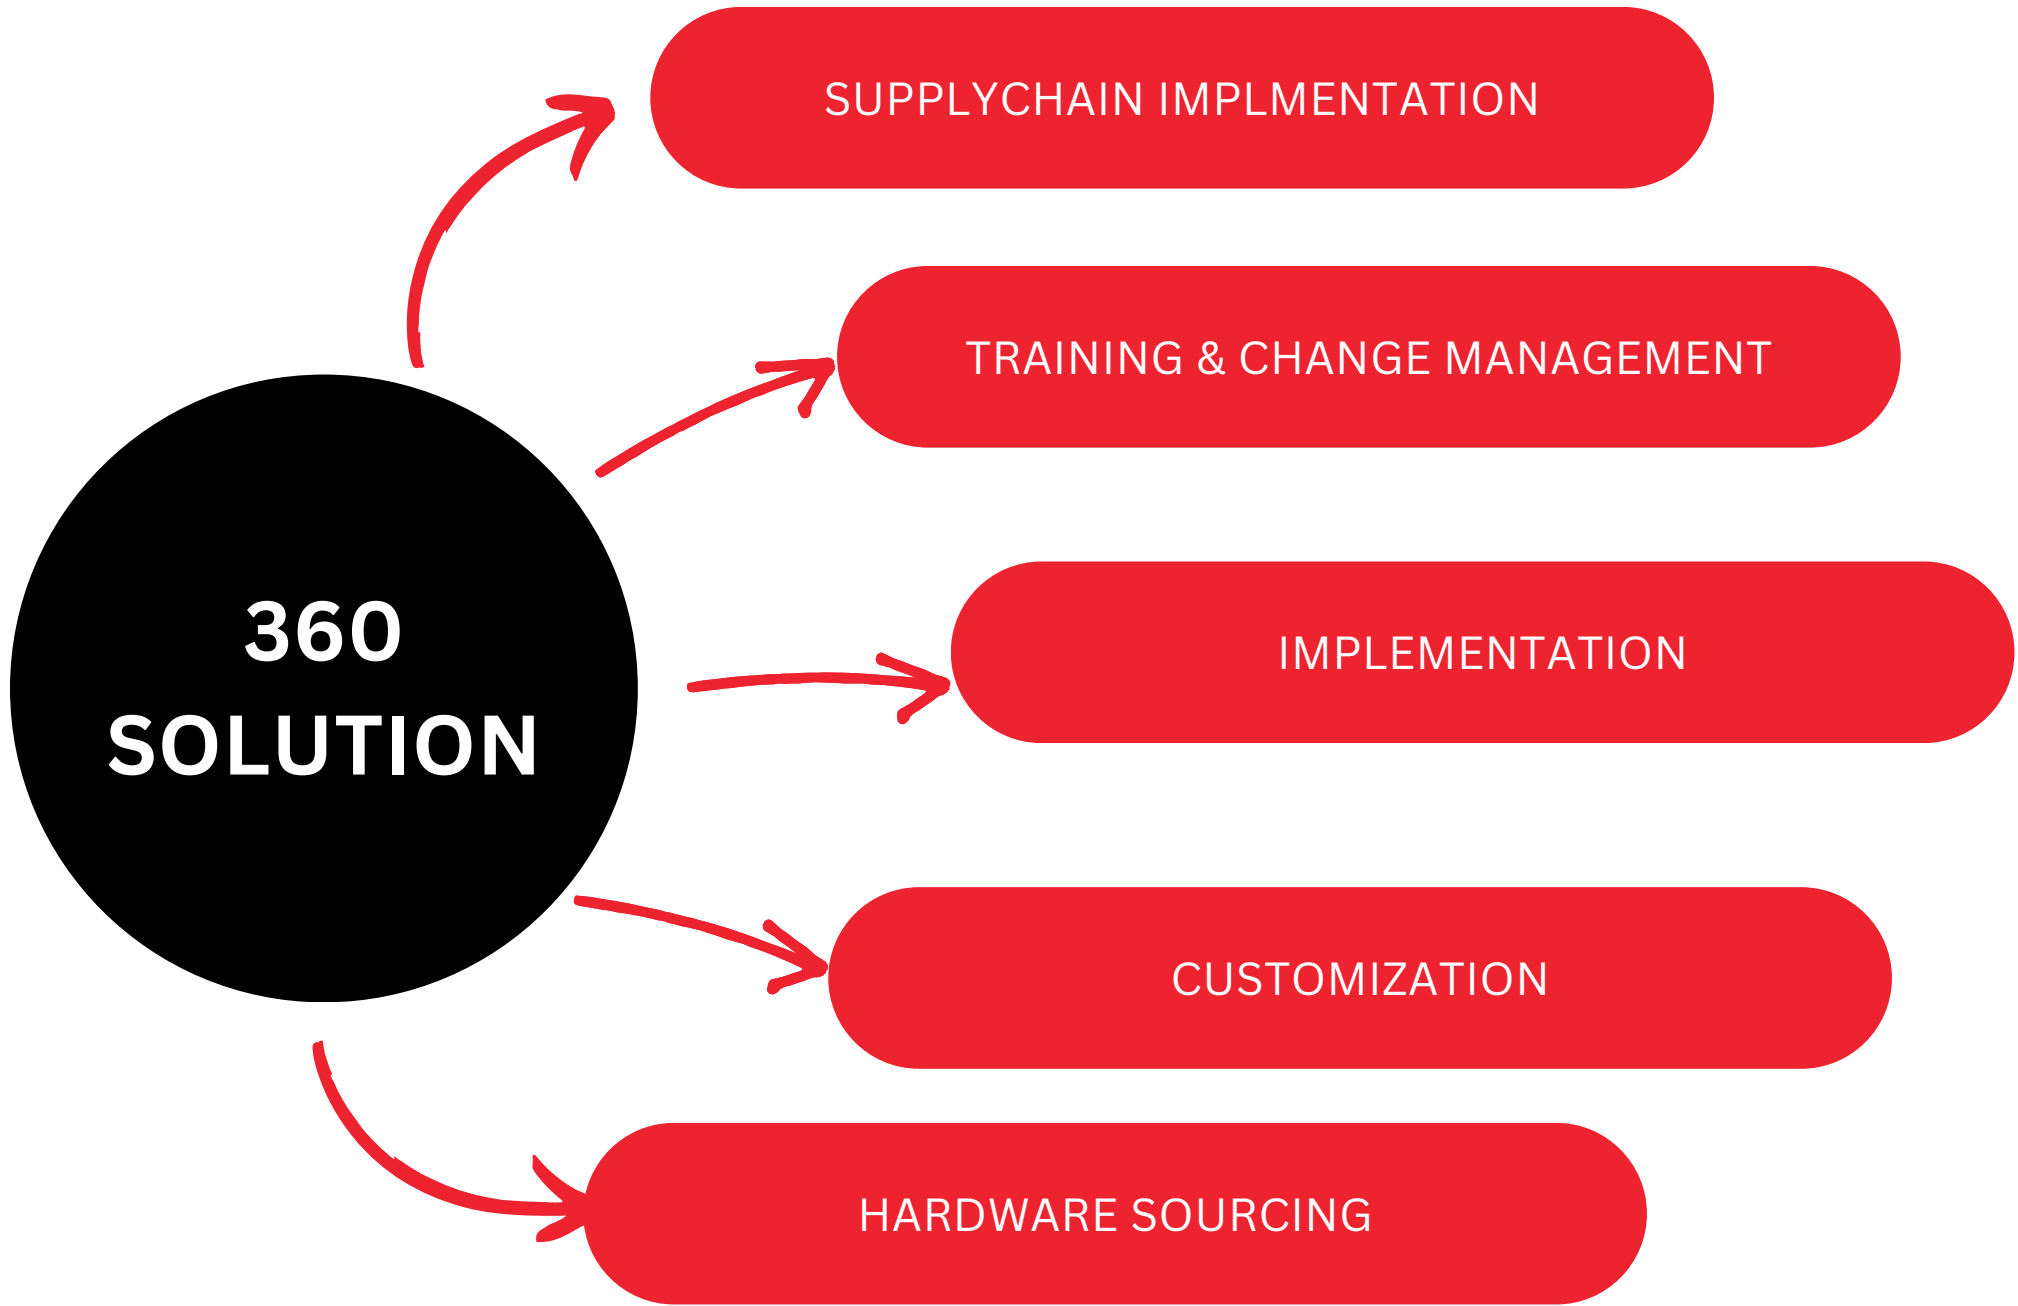 SUPPLYCHAIN IMPLMENTATION
TRAINING & CHANGE MANAGEMENT
360
SOLUTION
IMPLEMENTATION
CUSTOMIZATION
HARDWARE SOURCING